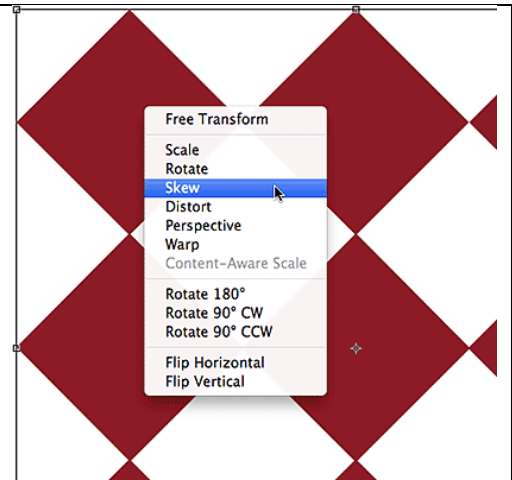 Free Transform
Scale
Rotate
Skew
Distort
Perspective
Warp
Content-Aware Scale
Rotate 180°
Rotate 90° CW
Rotate 90° CCW
Flip Horizontal
Flip Vertical